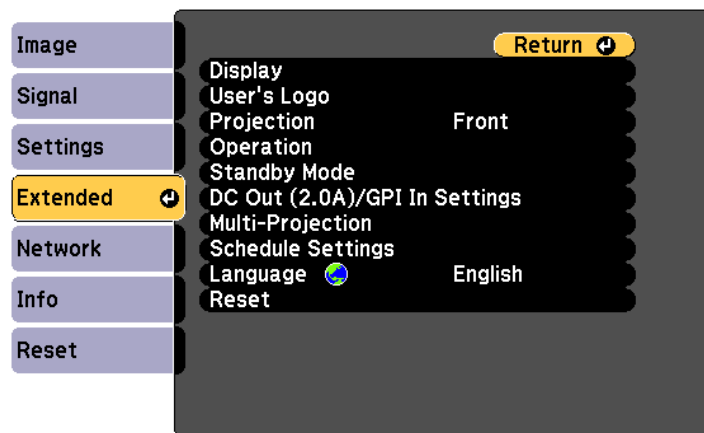 Image
Signal
Settings
Extended
Network
Info
Reset
Return
Display
User's Logo
Projection Front
Operation
Standby Mode
DC Out (2.0A)/GPI In Settings
Multi-Projection
Schedule Settings
Language English
Reset